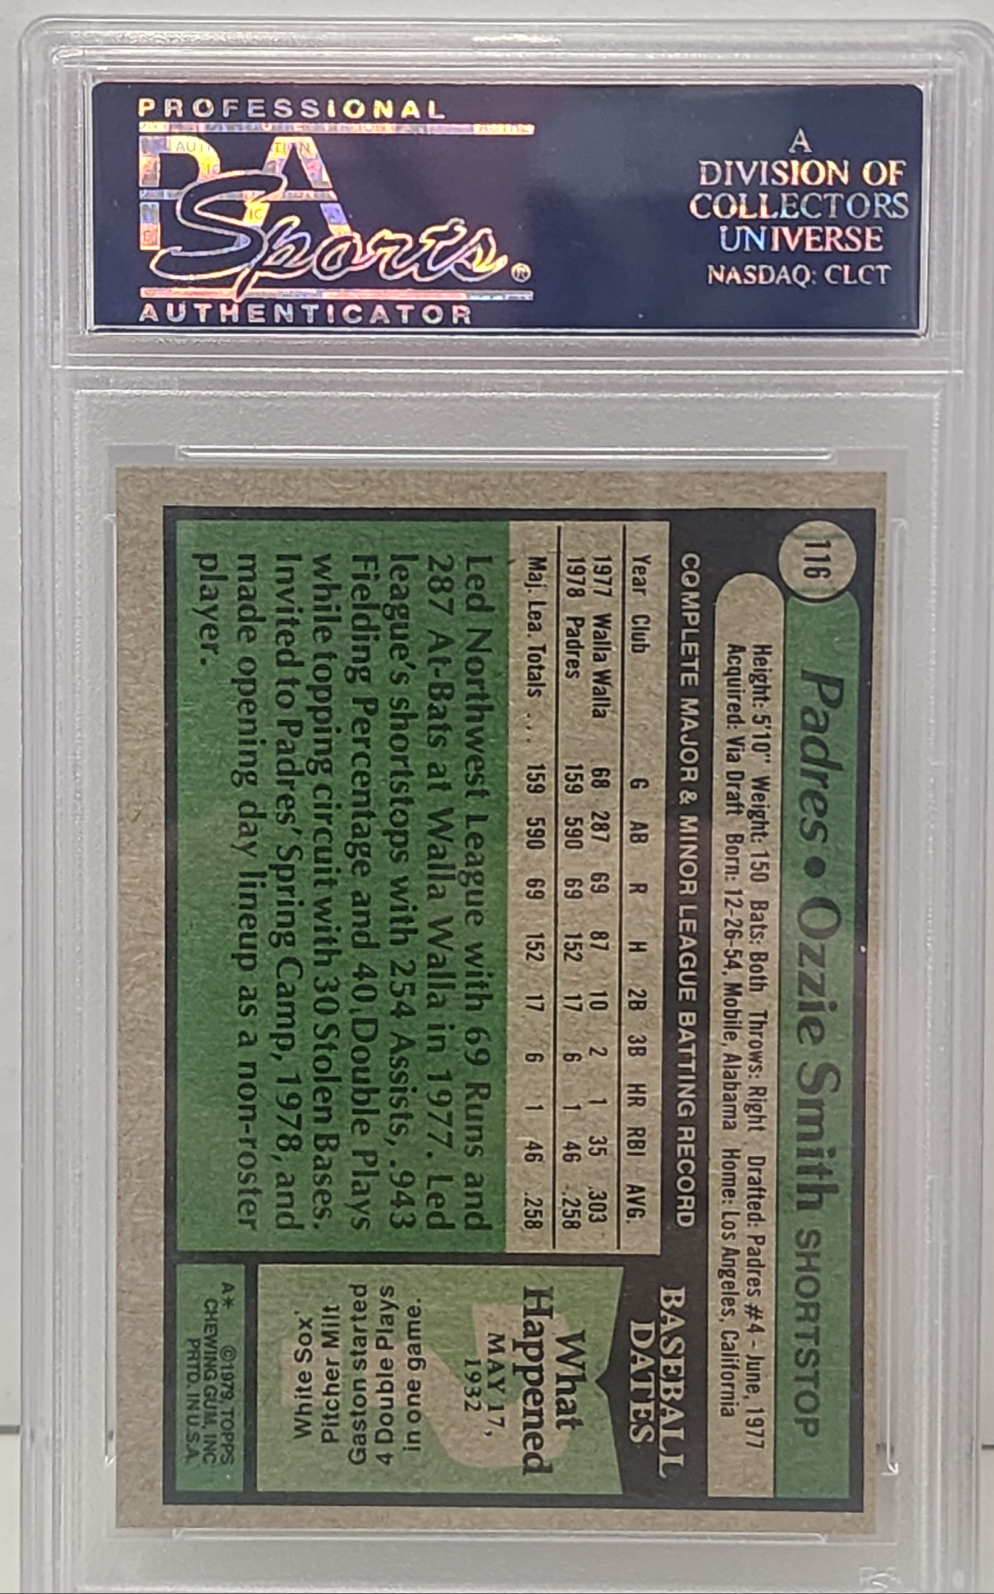 PROFESSIONAL
PSA
Sports®
AUTHENTICATOR
A
DIVISION OF
COLLECTORS
UNIVERSE
NASDAQ: CLCT
116
Padres • Ozzie Smith SHORTSTOP
Height: 5'10" Weight: 150 Bats: Both Throws: Right Drafted: Padres #4 - June, 1977
Acquired: Via Draft Born: 12-26-54, Mobile, Alabama Home: Los Angeles, California
COMPLETE MAJOR & MINOR LEAGUE BATTING RECORD
Year Club G AB R H 2B 3B HR RBI AVG.
1977 Walla Walla 68 287 69 87 10 2 1 35 .303
1978 Padres 159 590 69 152 17 6 1 46 .258
Maj. Lea. Totals ... 159 590 69 152 17 6 1 46 .258
Led Northwest League with 69 Runs and
287 At-Bats at Walla Walla in 1977. Led
league's shortstops with 254 Assists, .943
Fielding Percentage and 40 Double Plays
while topping circuit with 30 Stolen Bases.
Invited to Padres' Spring Camp, 1978, and
made opening day lineup as a non-roster
player.
BASEBALL
DATES
What
Happened
MAY 17,
1932
White Sox'
Pitcher Milt
Gaston started
4 Double Plays
in one game.
A* ©1979, TOPPS
CHEWING GUM, INC.
PRTD. IN U.S.A.